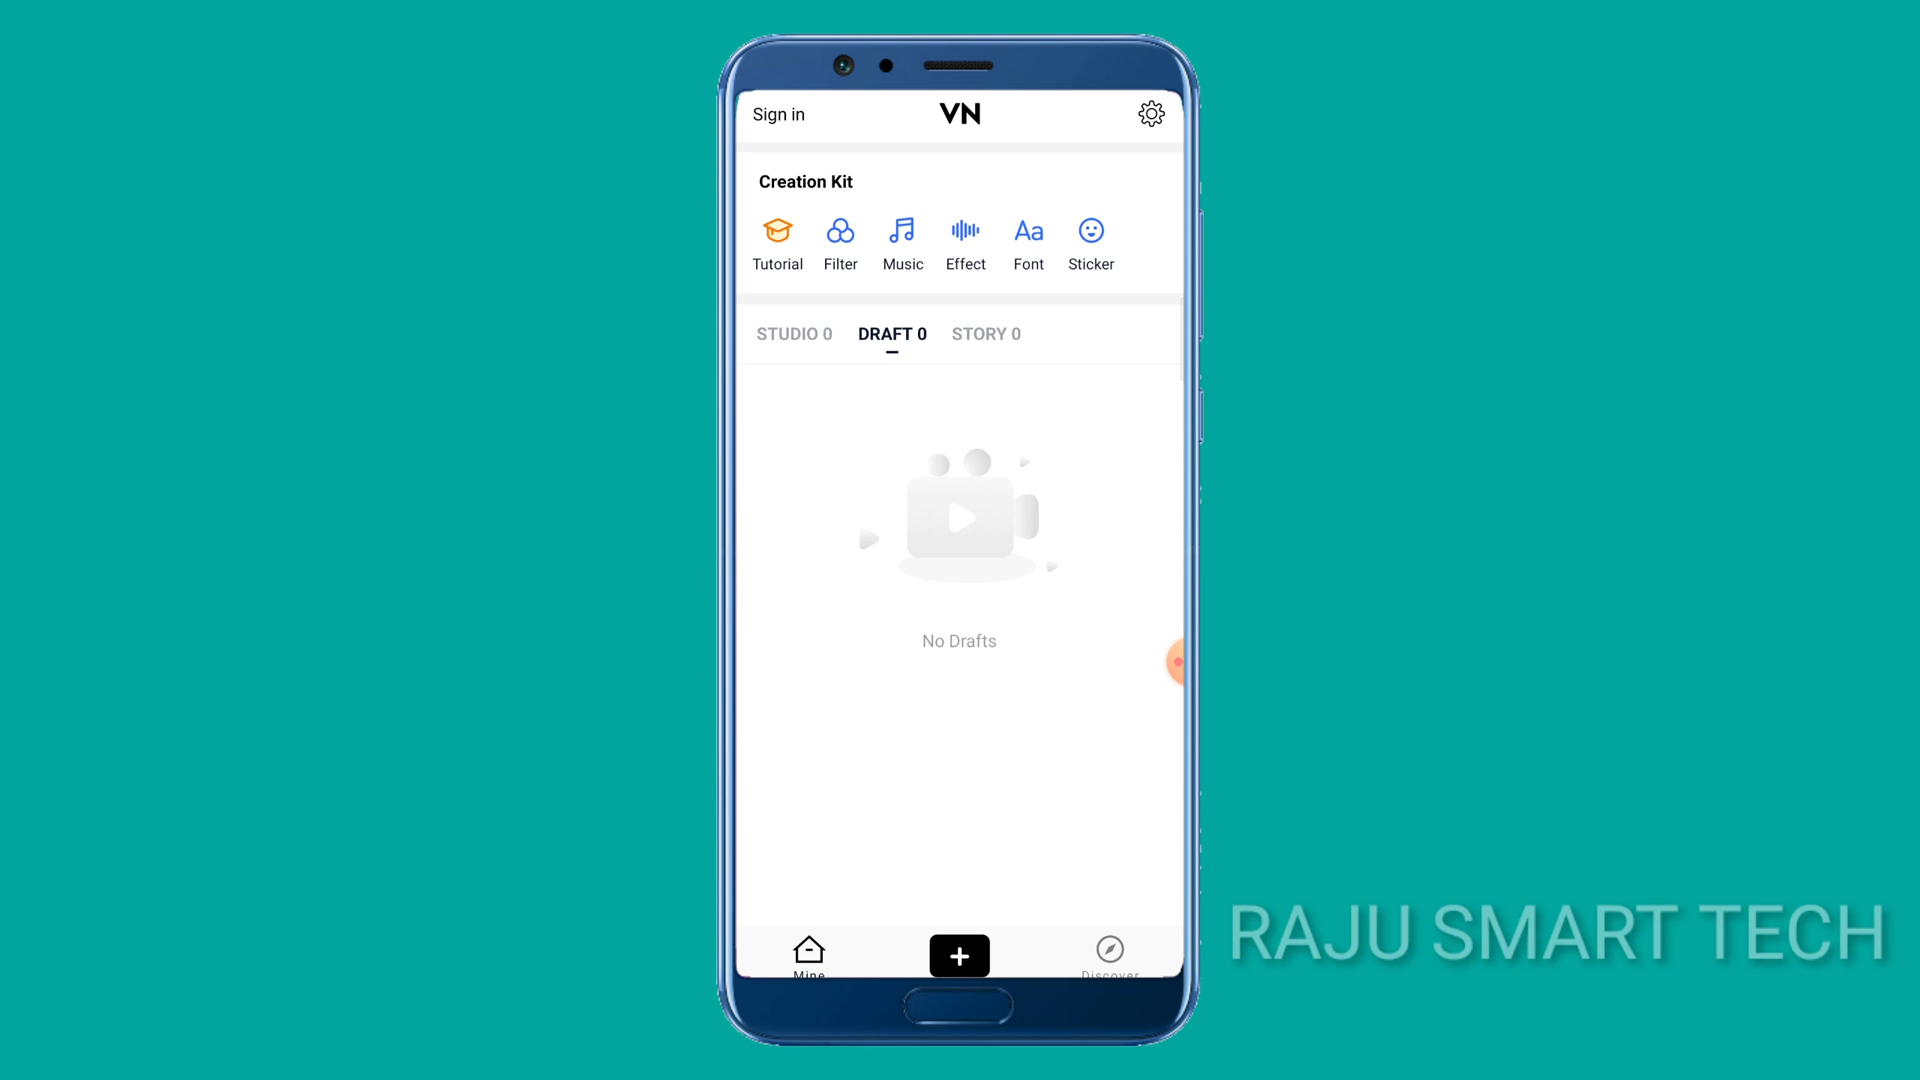 Sign in
VN
Creation Kit
Tutorial
Filter
Music
Effect
Aa
Font
Sticker
STUDIO 0
DRAFT 0
STORY 0
No Drafts
Mine
Discover
RAJU SMART TECH